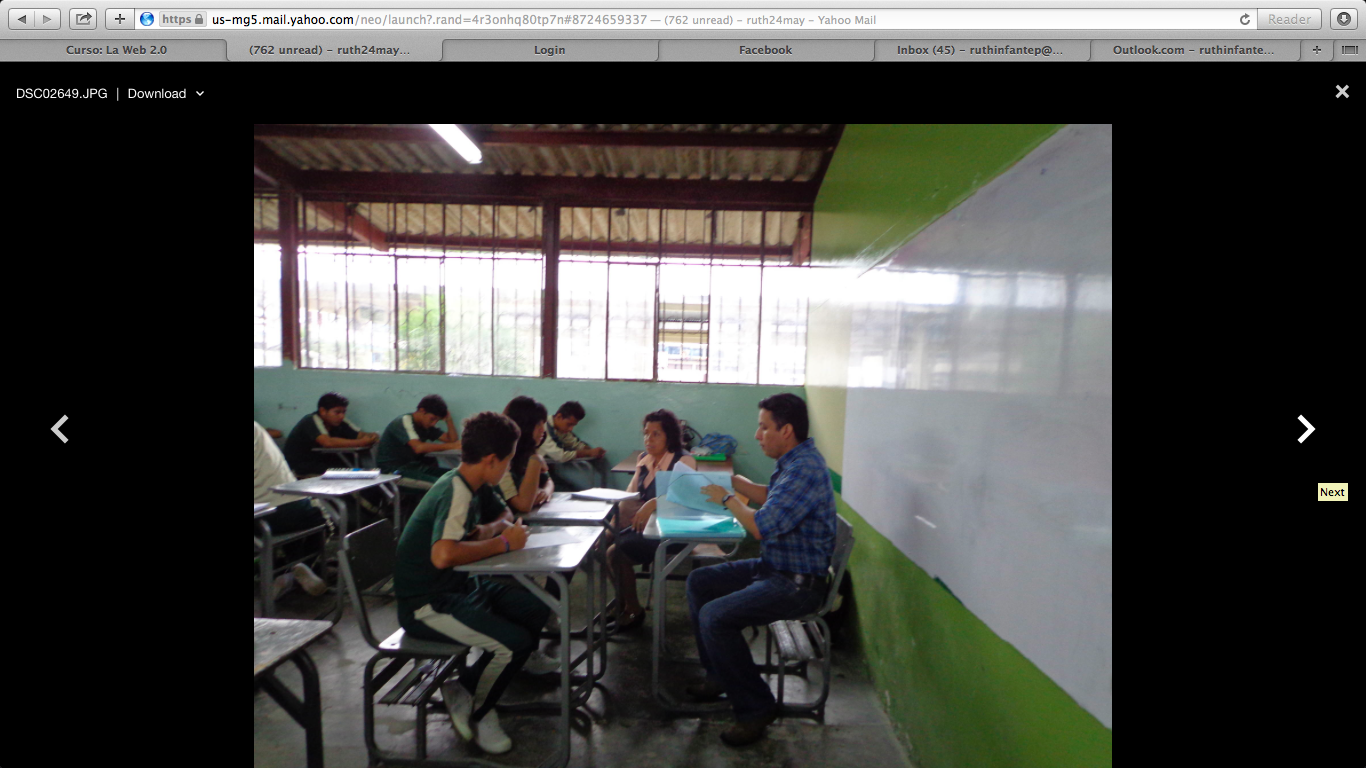 https us-mg5.mail.yahoo.com/neo/launch?.rand=4r3onhq80tp7n#8724659337 — (762 unread) – ruth24may – Yahoo Mail Reader
Curso: La Web 2.0 (762 unread) – ruth24may... Login Facebook Inbox (45) – ruthinfantep@... Outlook.com – ruthinfante...
DSC02649.JPG | Download
Next